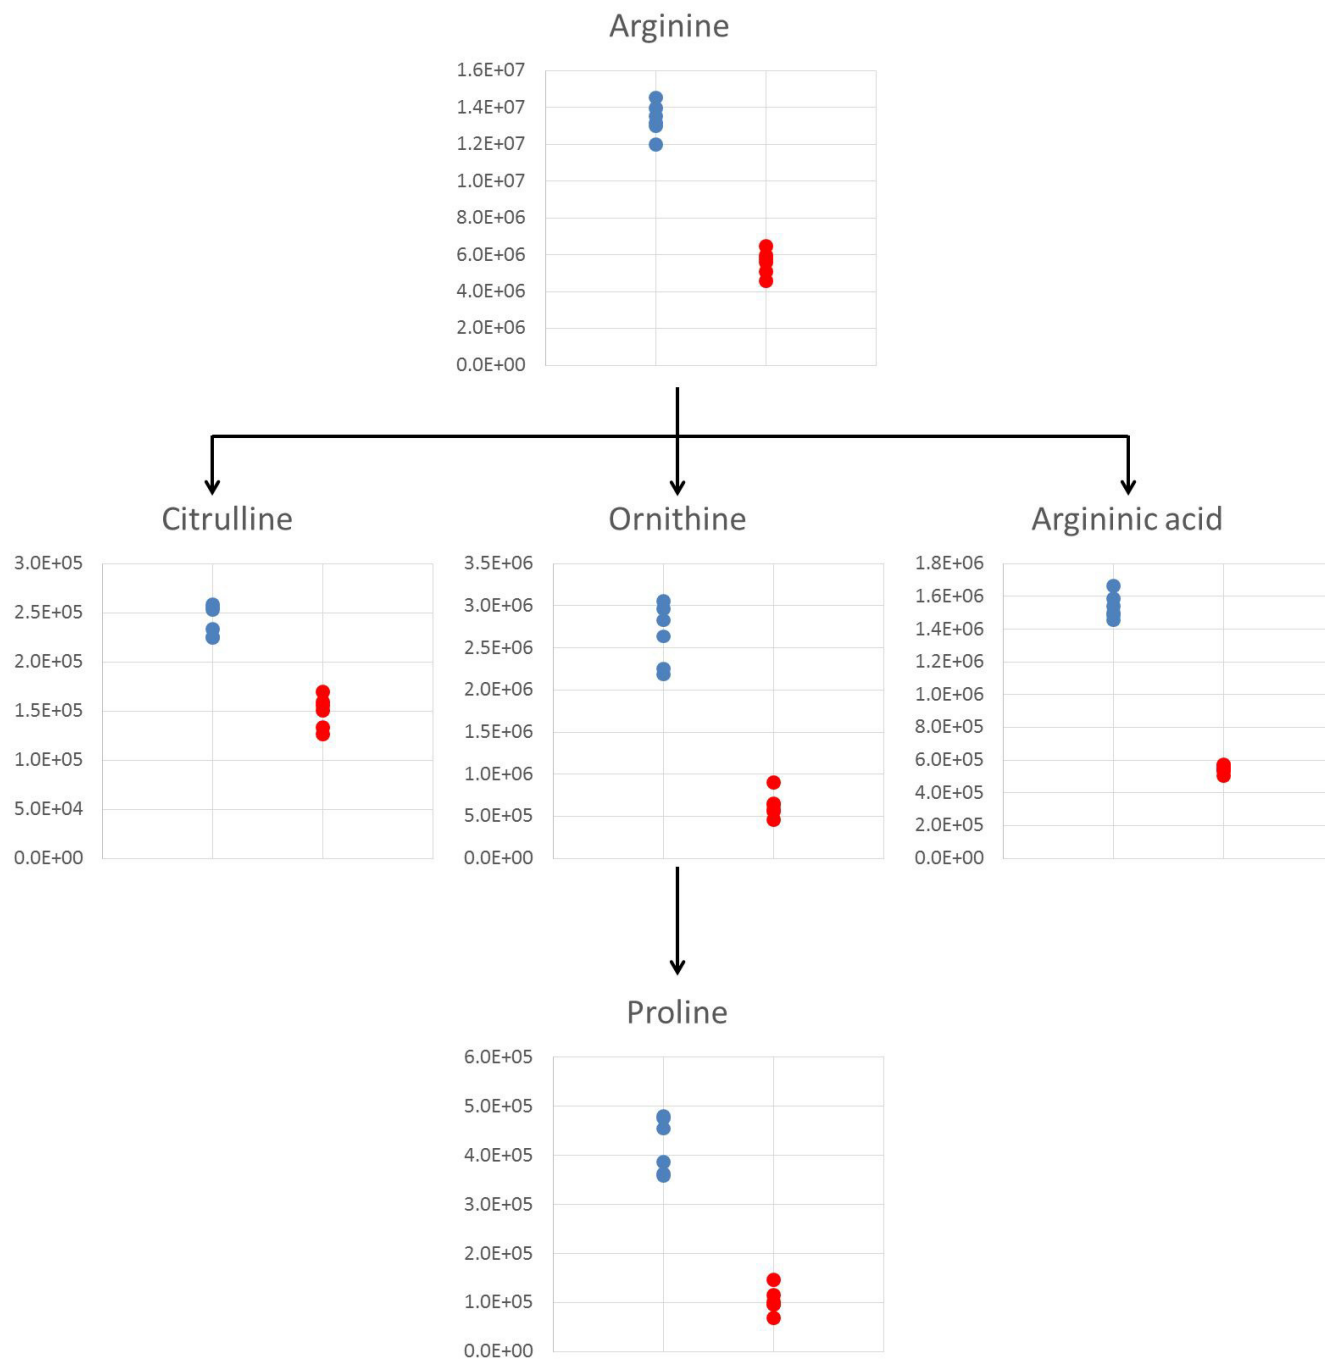 Arginine
1.6E+07
1.4E+07
1.2E+07
1.0E+07
8.0E+06
6.0E+06
4.0E+06
2.0E+06
0.0E+00
Citrulline
3.0E+05
2.5E+05
2.0E+05
1.5E+05
1.0E+05
5.0E+04
0.0E+00
Ornithine
3.5E+06
3.0E+06
2.5E+06
2.0E+06
1.5E+06
1.0E+06
5.0E+05
0.0E+00
Argininic acid
1.8E+06
1.6E+06
1.4E+06
1.2E+06
1.0E+06
8.0E+05
6.0E+05
4.0E+05
2.0E+05
0.0E+00
Proline
6.0E+05
5.0E+05
4.0E+05
3.0E+05
2.0E+05
1.0E+05
0.0E+00